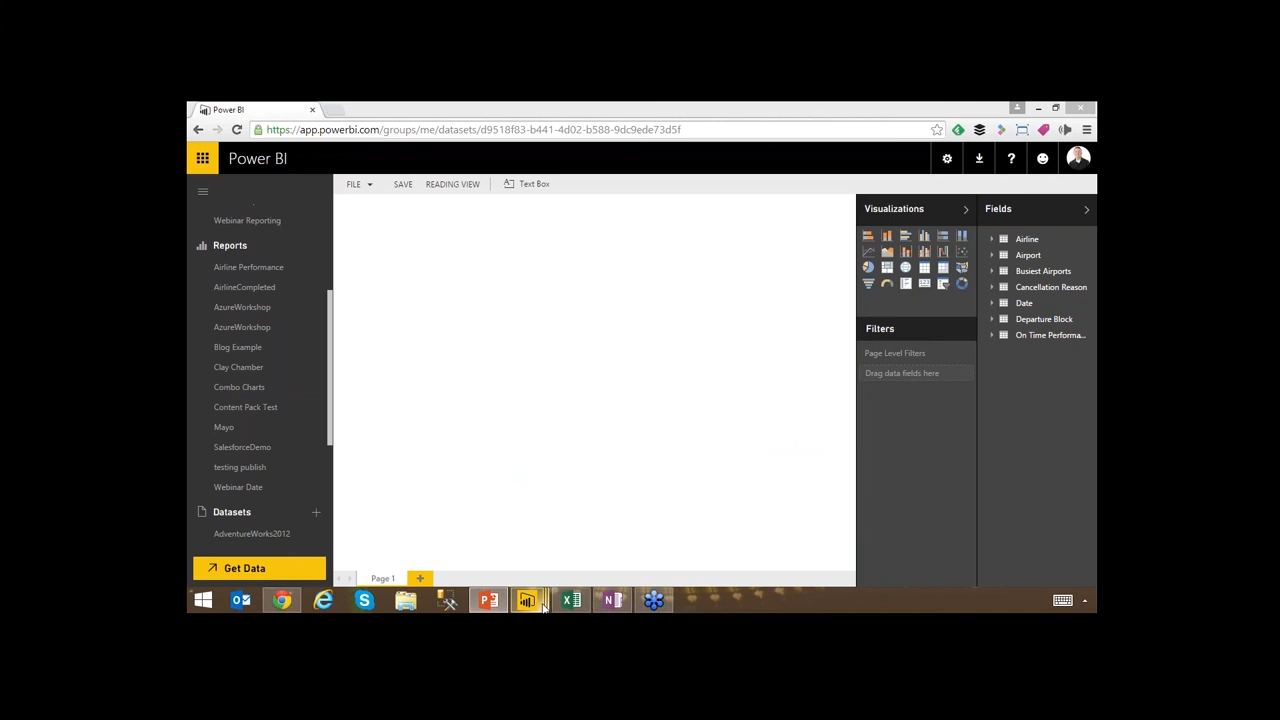 Power BI
https://app.powerbi.com/groups/me/datasets/d9518f83-b441-4d02-b588-9dc9ede73d5f
Power BI
?
FILE SAVE READING VIEW Text Box
Webinar Reporting
Reports
Airline Performance
AirlineCompleted
AzureWorkshop
AzureWorkshop
Blog Example
Clay Chamber
Combo Charts
Content Pack Test
Mayo
SalesforceDemo
testing publish
Webinar Date
Datasets
AdventureWorks2012
Get Data
Page 1
Visualizations
Filters
Page Level Filters
Drag data fields here
Fields
Airline
Airport
Busiest Airports
Cancellation Reason
Date
Departure Block
On Time Performa...